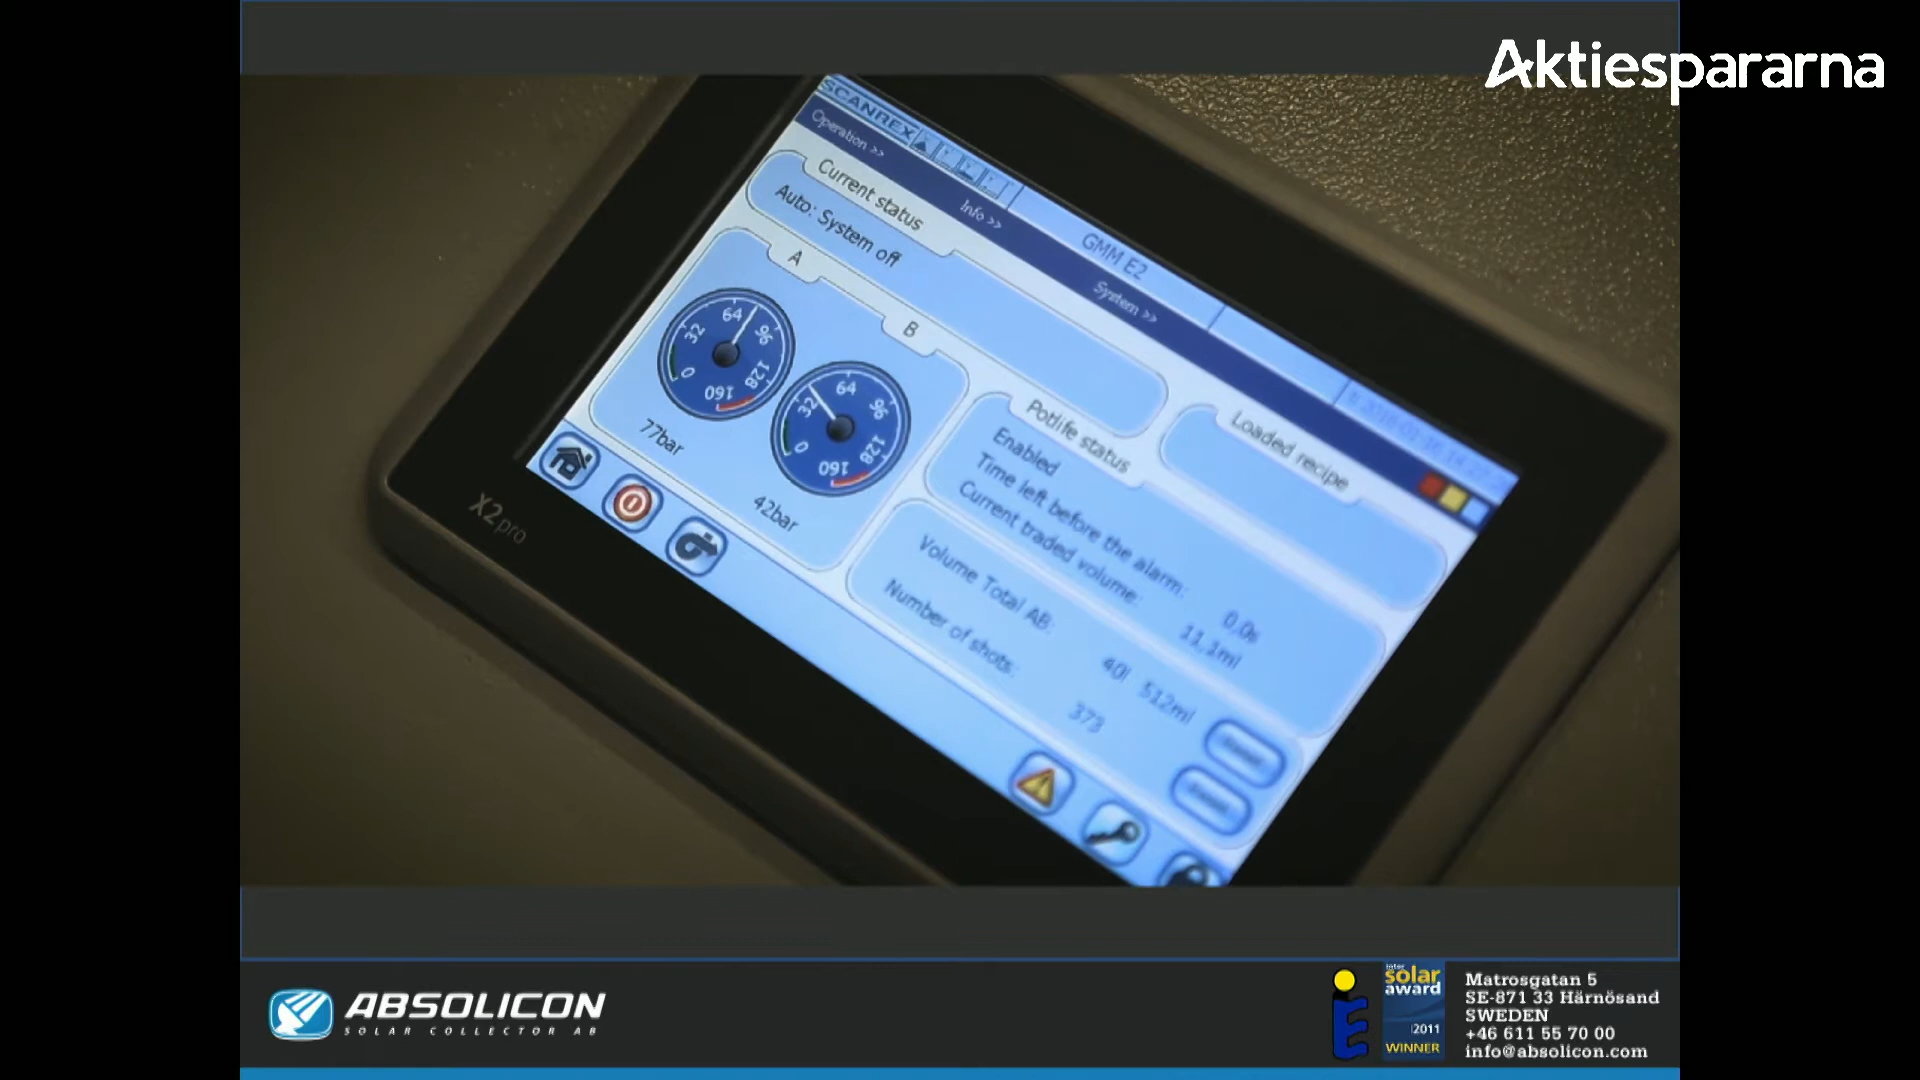 Aktiespararna
SCANREX
GMM E2
Operation >>
Info >>
System >>
Current status
Auto: System off
Loaded recipe
A
B
0 32 64 96 128 160
0 32 64 96 128 160
77bar
42bar
Potlife status
Enabled
Time left before the alarm: 0.0s
Current traded volume: 11.1ml
Volume Total AB: 40l 512ml
Number of shots: 373
X2pro
ABSOLICON
SOLAR COLLECTOR AB
inter
solar
award
2011
WINNER
Matrosgatan 5
SE-871 33 Härnösand
SWEDEN
+46 611 55 70 00
info@absolicon.com